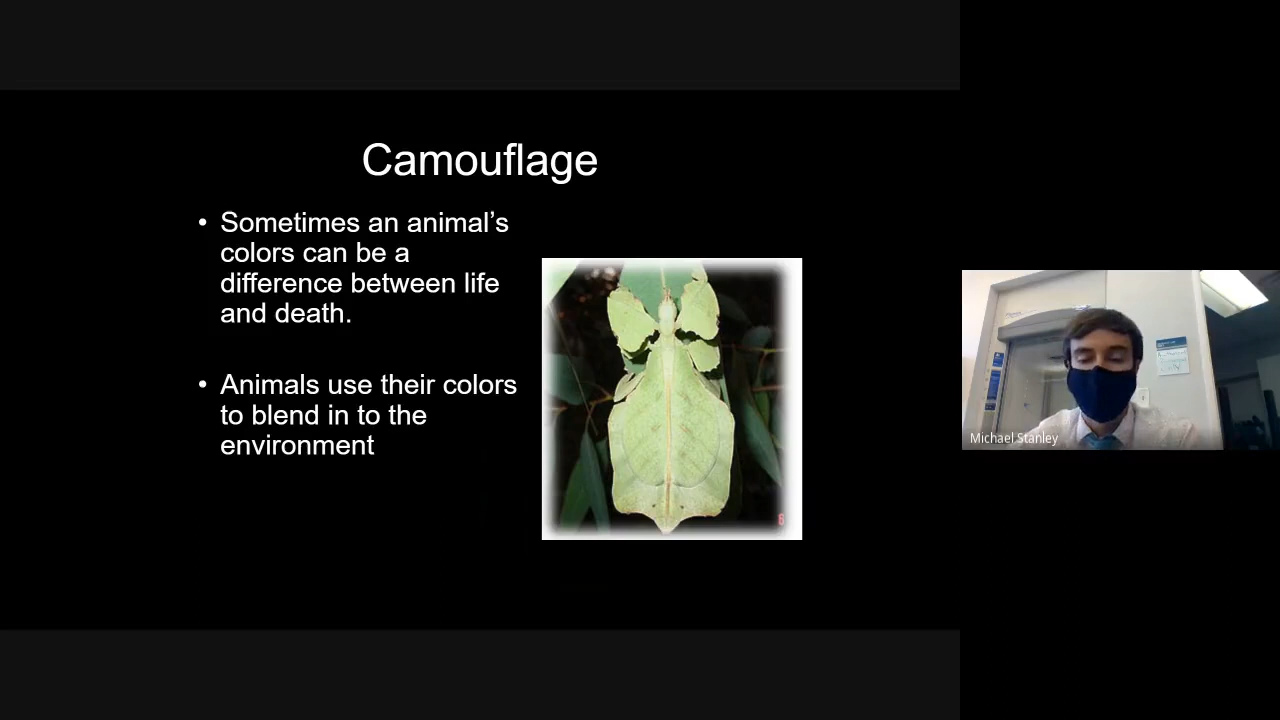 Camouflage
• Sometimes an animal’s
colors can be a
difference between life
and death.
• Animals use their colors
to blend in to the
environment
6
Michael Stanley